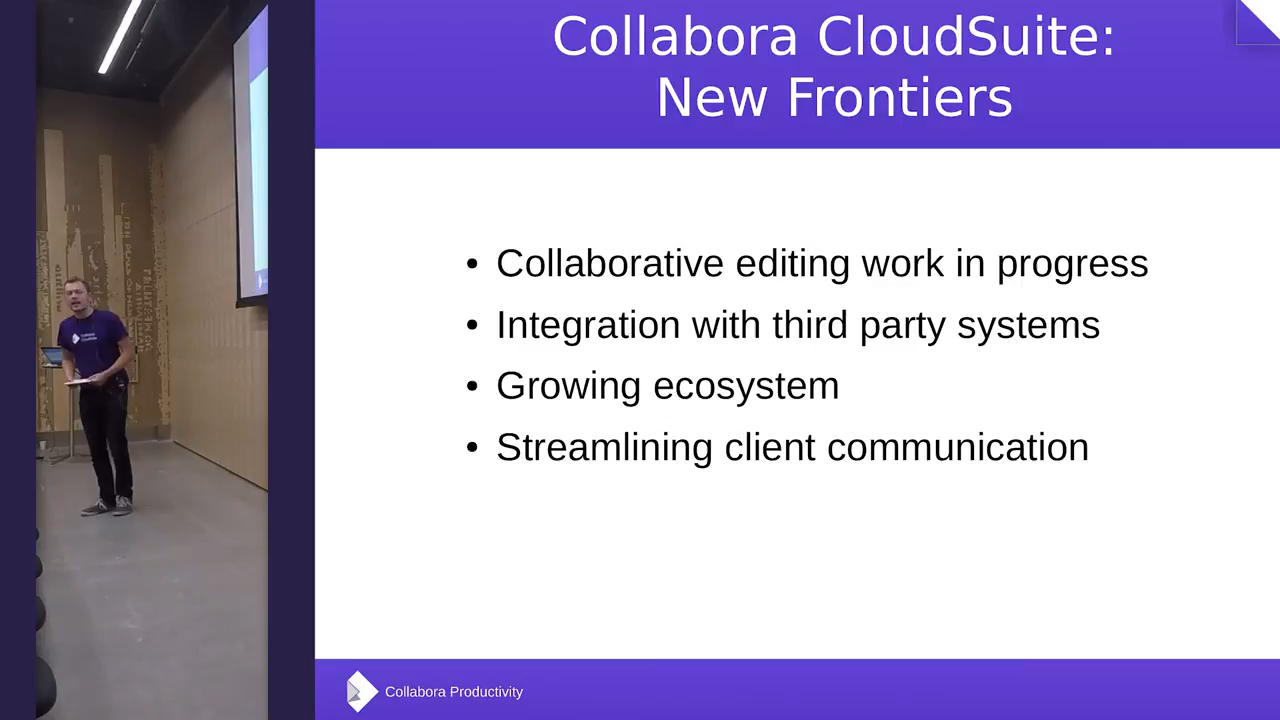 Collabora CloudSuite:
New Frontiers
• Collaborative editing work in progress
• Integration with third party systems
• Growing ecosystem
• Streamlining client communication
Collabora Productivity